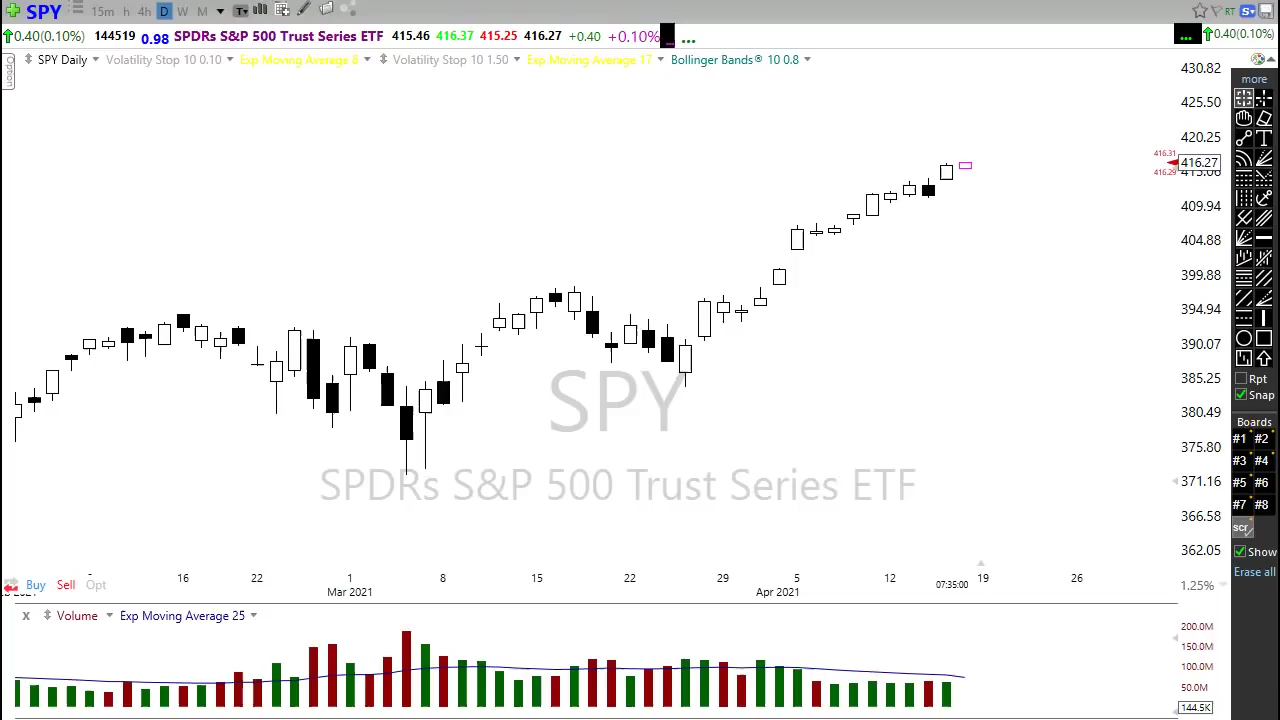 SPY 15m h 4h D W M T RT S
0.40(0.10%) 144519 0.98 SPDRs S&P 500 Trust Series ETF 415.46 416.37 415.25 416.27 +0.40 +0.10% ... ... 0.40(0.10%)
Option SPY Daily Volatility Stop 10 0.10 Exp Moving Average 8 Volatility Stop 10 1.50 Exp Moving Average 17 Bollinger Bands® 10 0.8
430.82
more
425.50
420.25
416.31
416.27
416.29
409.94
404.88
399.88
394.94
390.07
385.25
Rpt
Snap
SPY
380.49
Boards
#1 #2
375.80
#3 #4
SPDRs S&P 500 Trust Series ETF
371.16
#5 #6
#7 #8
366.58
scr
362.05
Show
Erase all
Buy Sell Opt
16 22 1 8 15 22 29 5 12 07:35:00 19 26
1.25%
Mar 2021 Apr 2021
x Volume Exp Moving Average 25
200.0M
150.0M
100.0M
50.0M
144.5K